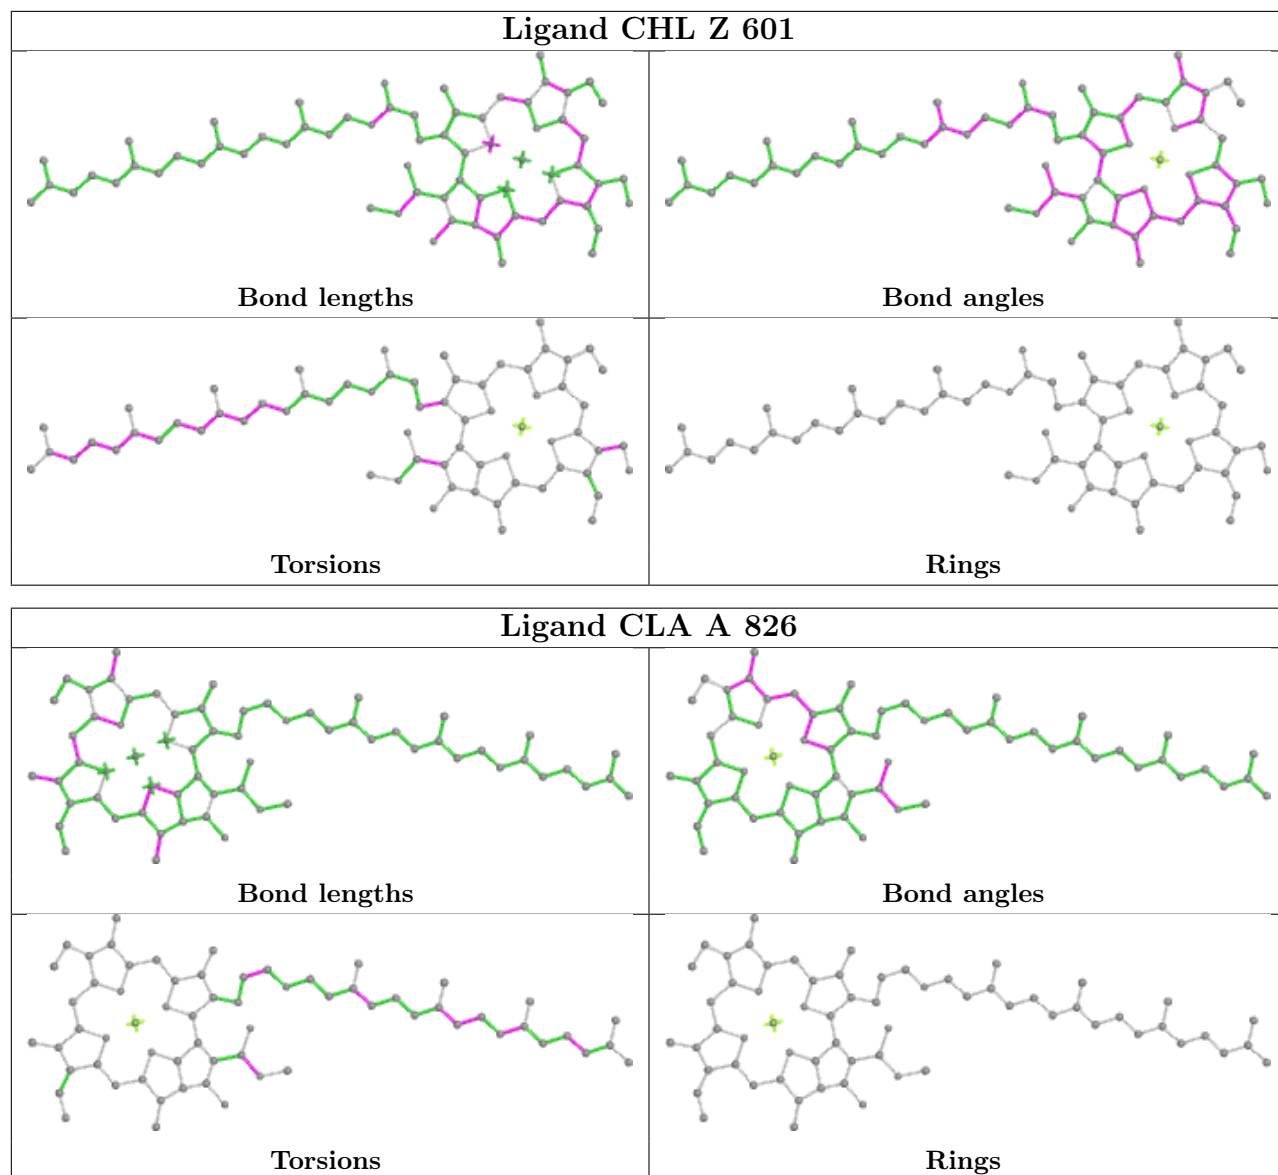 Ligand CHL Z 601
Bond lengths
Bond angles
Torsions
Rings
Ligand CLA A 826
Bond lengths
Bond angles
Torsions
Rings